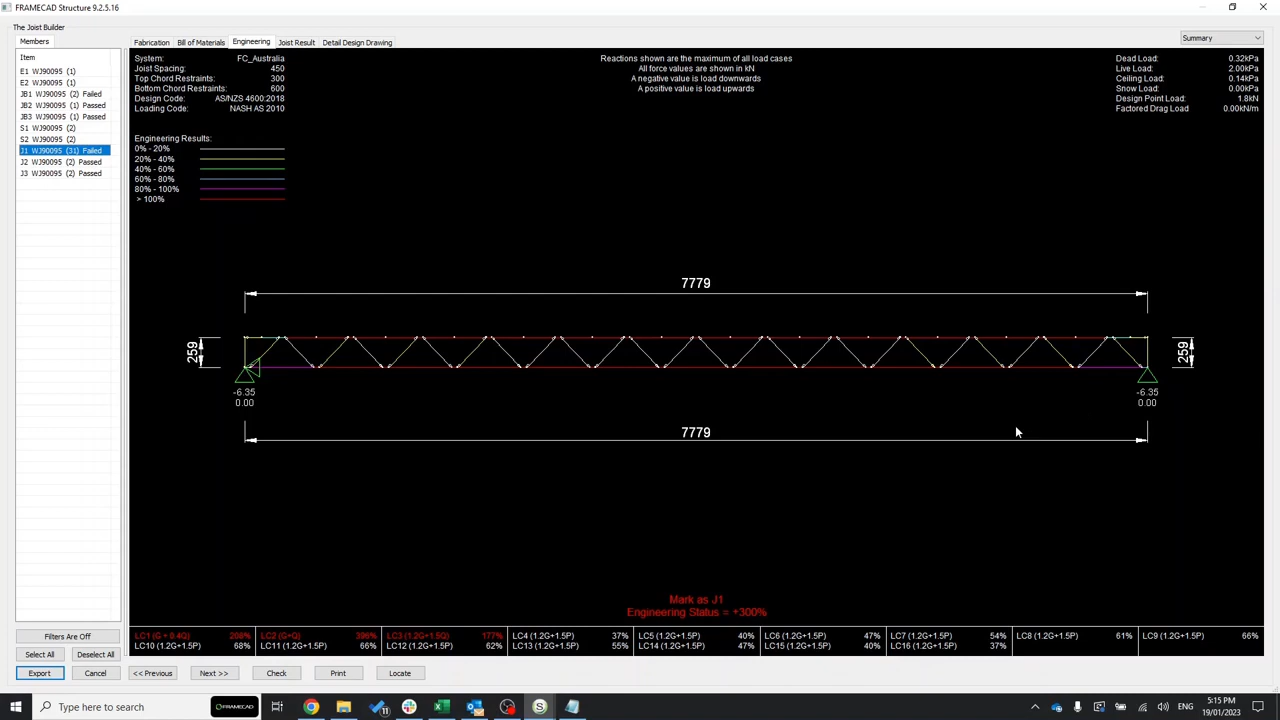 FRAMECAD Structure 9.2.5.16
The Joist Builder
Members
Fabrication Bill of Materials Engineering Joist Result Detail Design Drawing
Summary
Item
E1 WJ90095 (1)
E2 WJ90095 (1)
JB1 WJ90095 (2) Failed
JB2 WJ90095 (1) Passed
JB3 WJ90095 (1) Passed
S1 WJ90095 (2)
S2 WJ90095 (2)
J1 WJ90095 (31) Failed
J2 WJ90095 (2) Passed
J3 WJ90095 (2) Passed
System: FC_Australia
Joist Spacing: 450
Top Chord Restraints: 300
Bottom Chord Restraints: 600
Design Code: AS/NZS 4600:2018
Loading Code: NASH AS 2010
Engineering Results:
0% - 20%
20% - 40%
40% - 60%
60% - 80%
80% - 100%
> 100%
Reactions shown are the maximum of all load cases
All force values are shown in kN
A negative value is load downwards
A positive value is load upwards
Dead Load: 0.32kPa
Live Load: 2.00kPa
Ceiling Load: 0.14kPa
Snow Load: 0.00kPa
Design Point Load: 1.8kN
Factored Drag Load 0.00kN/m
7779
259
259
-6.35
0.00
-6.35
0.00
7779
Mark as J1
Engineering Status = +300%
LC1 (G + 0.4Q) 208% LC2 (G+Q) 396% LC3 (1.2G+1.5Q) 177% LC4 (1.2G+1.5P) 37% LC5 (1.2G+1.5P) 40% LC6 (1.2G+1.5P) 47% LC7 (1.2G+1.5P) 54% LC8 (1.2G+1.5P) 61% LC9 (1.2G+1.5P) 66%
LC10 (1.2G+1.5P) 68% LC11 (1.2G+1.5P) 66% LC12 (1.2G+1.5P) 62% LC13 (1.2G+1.5P) 55% LC14 (1.2G+1.5P) 47% LC15 (1.2G+1.5P) 40% LC16 (1.2G+1.5P) 37%
Filters Are Off
Select All Deselect All
Export Cancel << Previous Next >> Check Print Locate
Type here to search
FRAMECAD
11
ENG
5:15 PM
19/01/2023